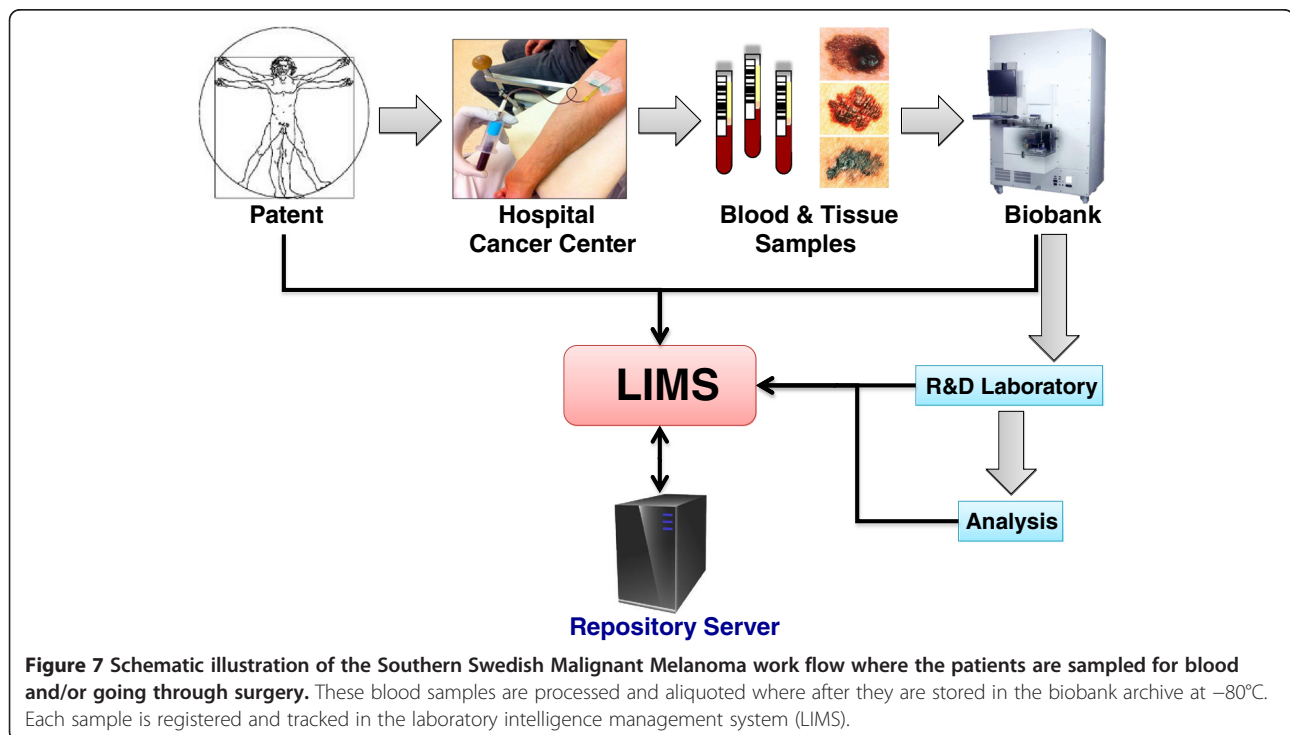 Patent
Hospital
Cancer Center
Blood & Tissue
Samples
Biobank
LIMS
R&D Laboratory
Analysis
Repository Server
Figure 7 Schematic illustration of the Southern Swedish Malignant Melanoma work flow where the patients are sampled for blood
and/or going through surgery. These blood samples are processed and aliquoted where after they are stored in the biobank archive at −80°C.
Each sample is registered and tracked in the laboratory intelligence management system (LIMS).